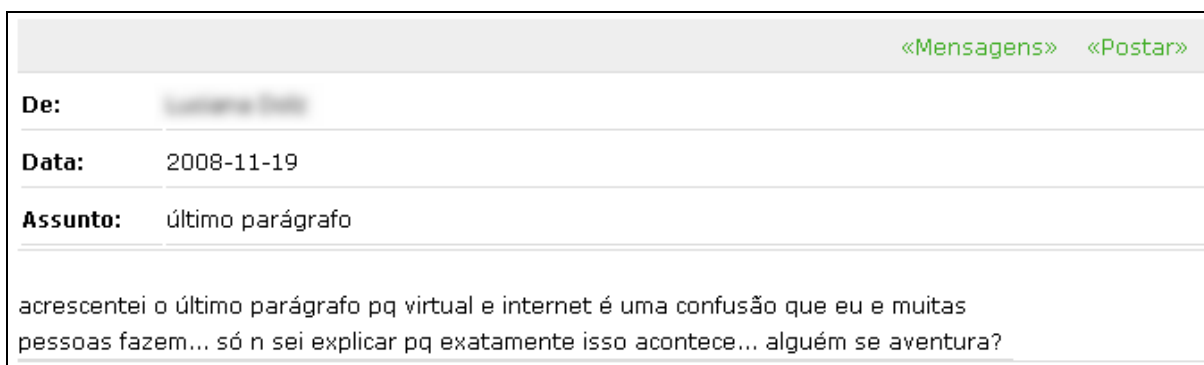 «Mensagens» «Postar»
De:
Data: 2008-11-19
Assunto: último parágrafo
acrescentei o último parágrafo pq virtual e internet é uma confusão que eu e muitas
pessoas fazem... só n sei explicar pq exatamente isso acontece... alguém se aventura?